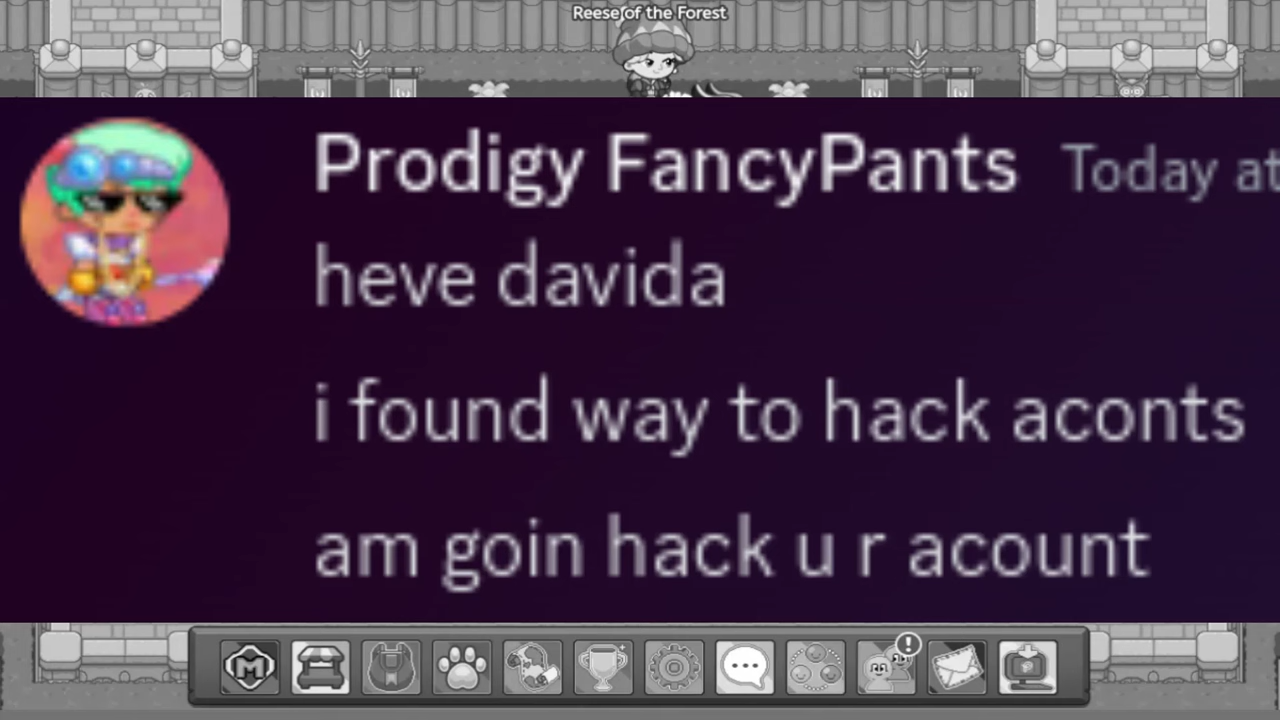 Reese of the Forest
Prodigy FancyPants Today at
heve davida
i found way to hack aconts
am goin hack u r acount
M
!